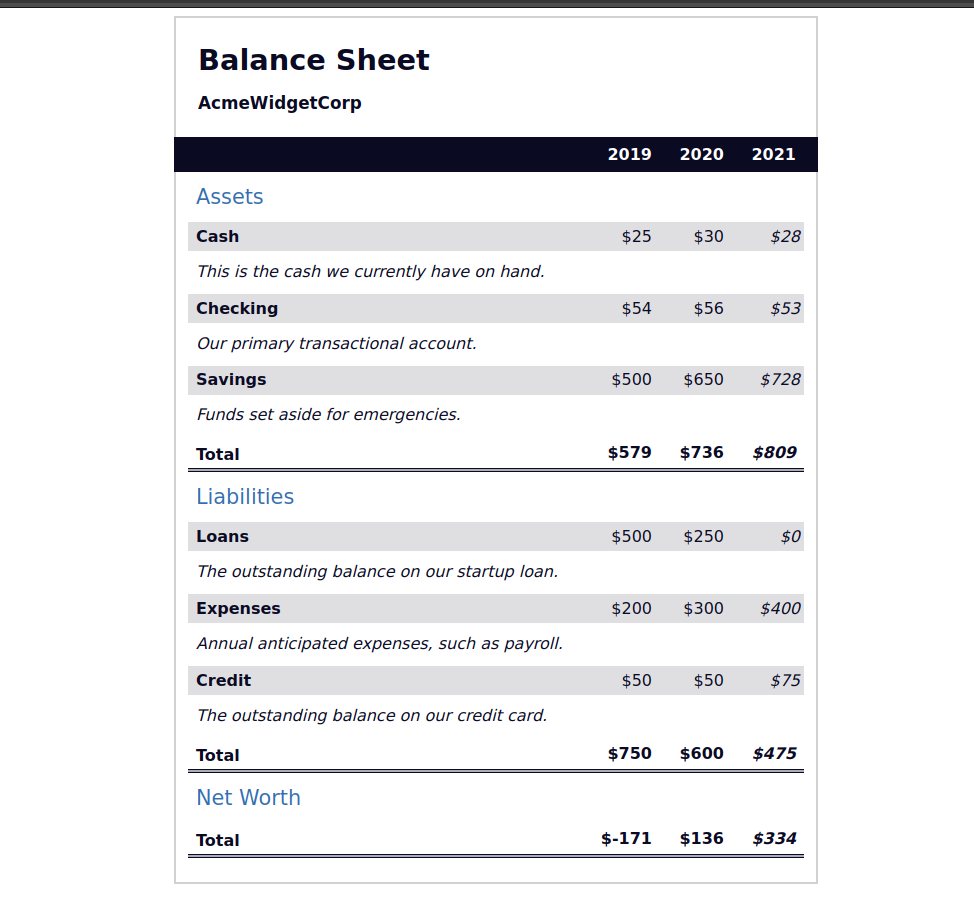 Balance Sheet
AcmeWidgetCorp
2019 2020 2021
Assets
Cash $25 $30 $28
This is the cash we currently have on hand.
Checking $54 $56 $53
Our primary transactional account.
Savings $500 $650 $728
Funds set aside for emergencies.
Total $579 $736 $809
Liabilities
Loans $500 $250 $0
The outstanding balance on our startup loan.
Expenses $200 $300 $400
Annual anticipated expenses, such as payroll.
Credit $50 $50 $75
The outstanding balance on our credit card.
Total $750 $600 $475
Net Worth
Total $-171 $136 $334